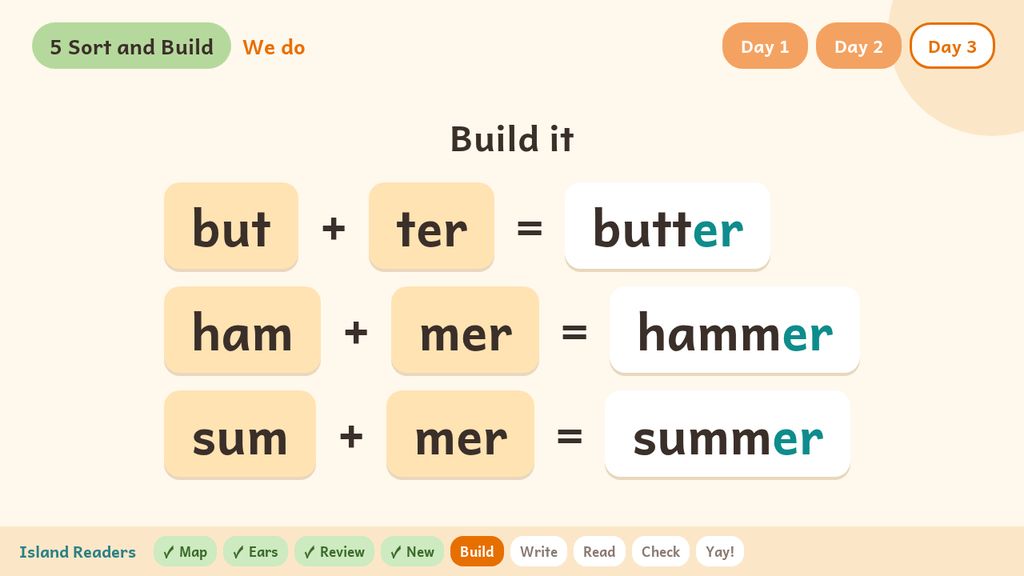 5 Sort and Build We do Day 1 Day 2 Day 3
Build it
but + ter = butter
ham + mer = hammer
sum + mer = summer
Island Readers ✓ Map ✓ Ears ✓ Review ✓ New Build Write Read Check Yay!